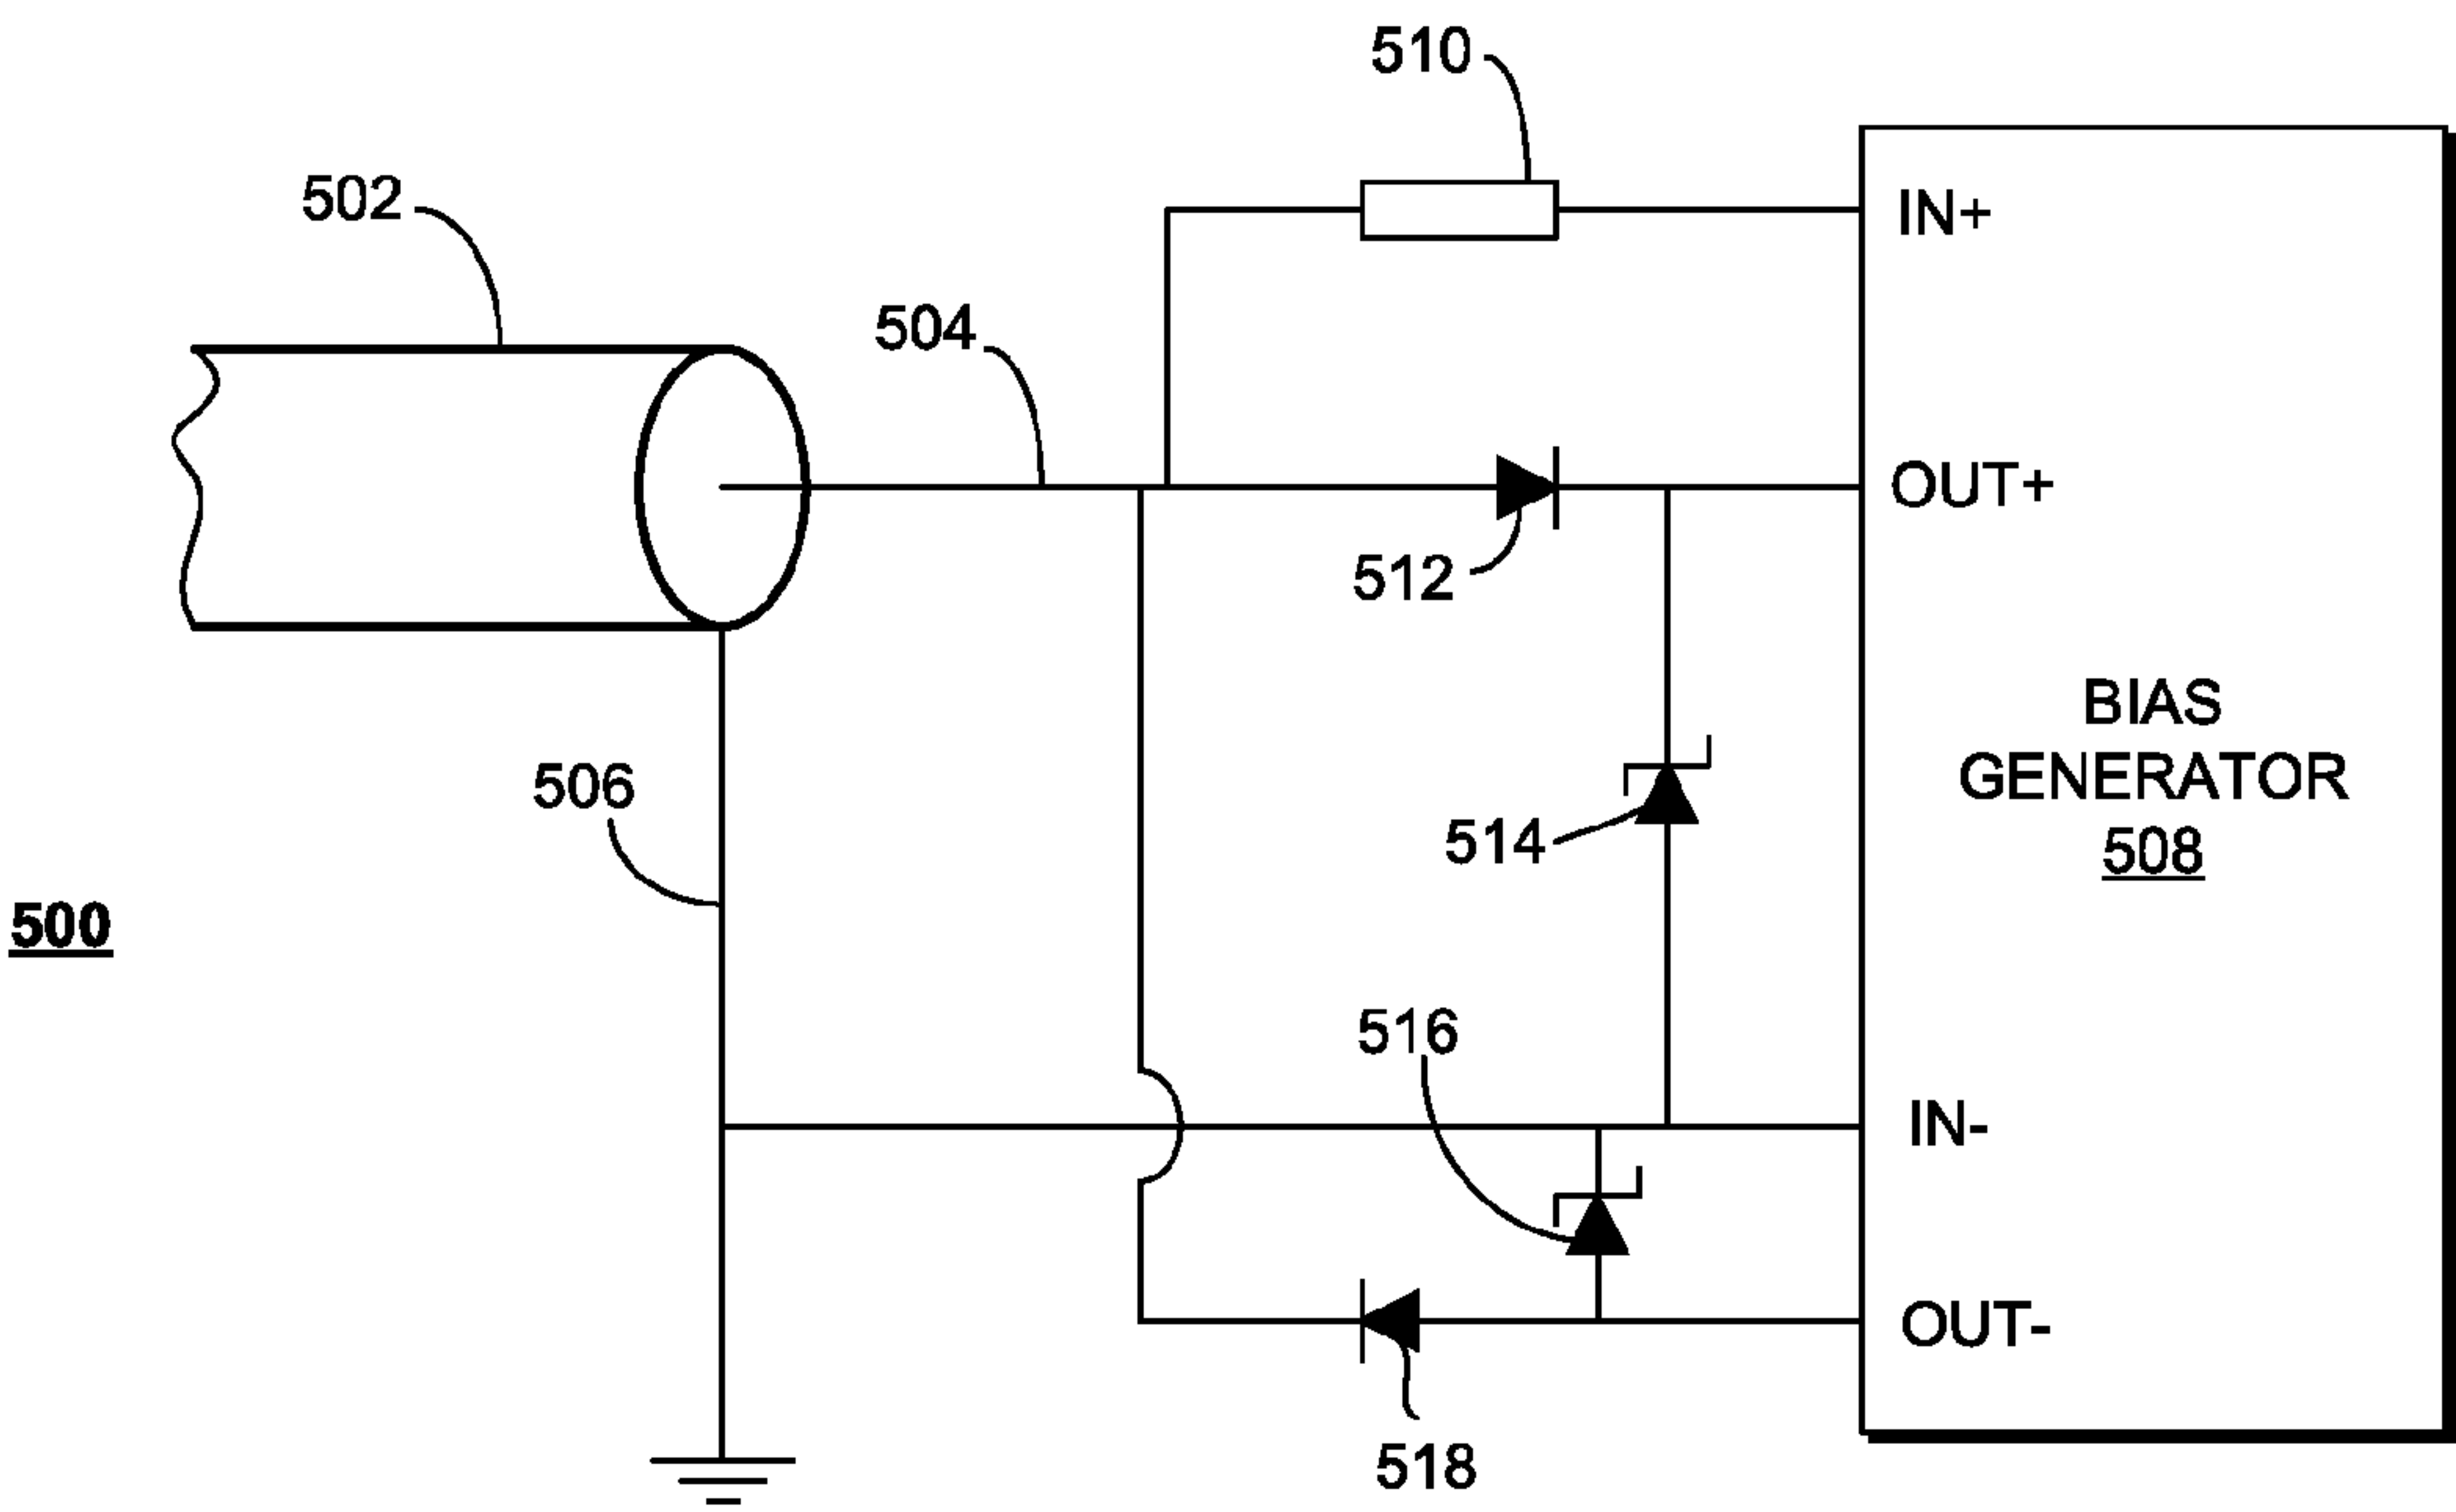 510
502
IN+
504
OUT+
512
BIAS
GENERATOR
508
506
514
500
516
IN-
OUT-
518